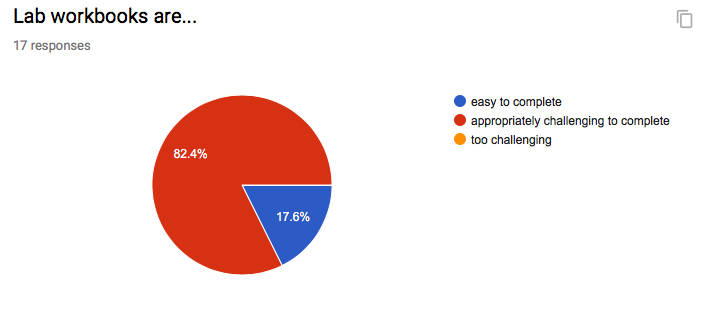 Lab workbooks are...
17 responses
easy to complete
appropriately challenging to complete
too challenging
82.4%
17.6%